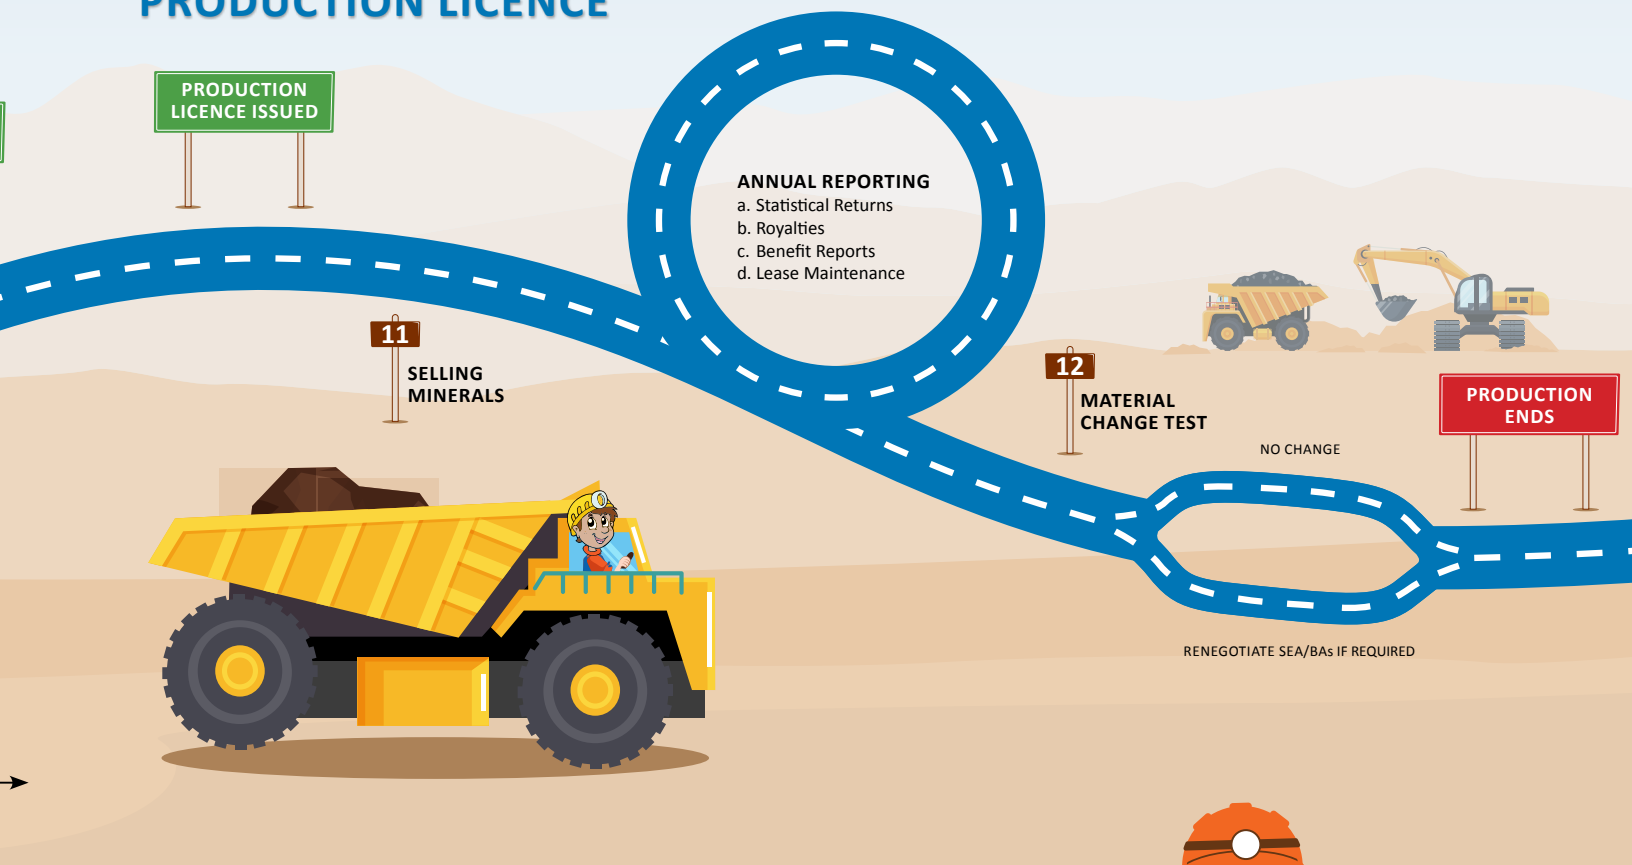 PRODUCTION LICENCE
PRODUCTION
LICENCE ISSUED
ANNUAL REPORTING
a. Statistical Returns
b. Royalties
c. Benefit Reports
d. Lease Maintenance
11
SELLING
MINERALS
12
MATERIAL
CHANGE TEST
NO CHANGE
PRODUCTION
ENDS
RENEGOTIATE SEA/BAs IF REQUIRED